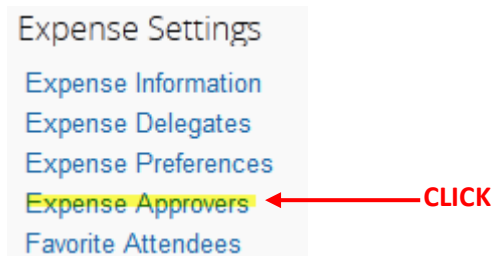 Expense Settings
Expense Information
Expense Delegates
Expense Preferences
Expense Approvers CLICK
Favorite Attendees